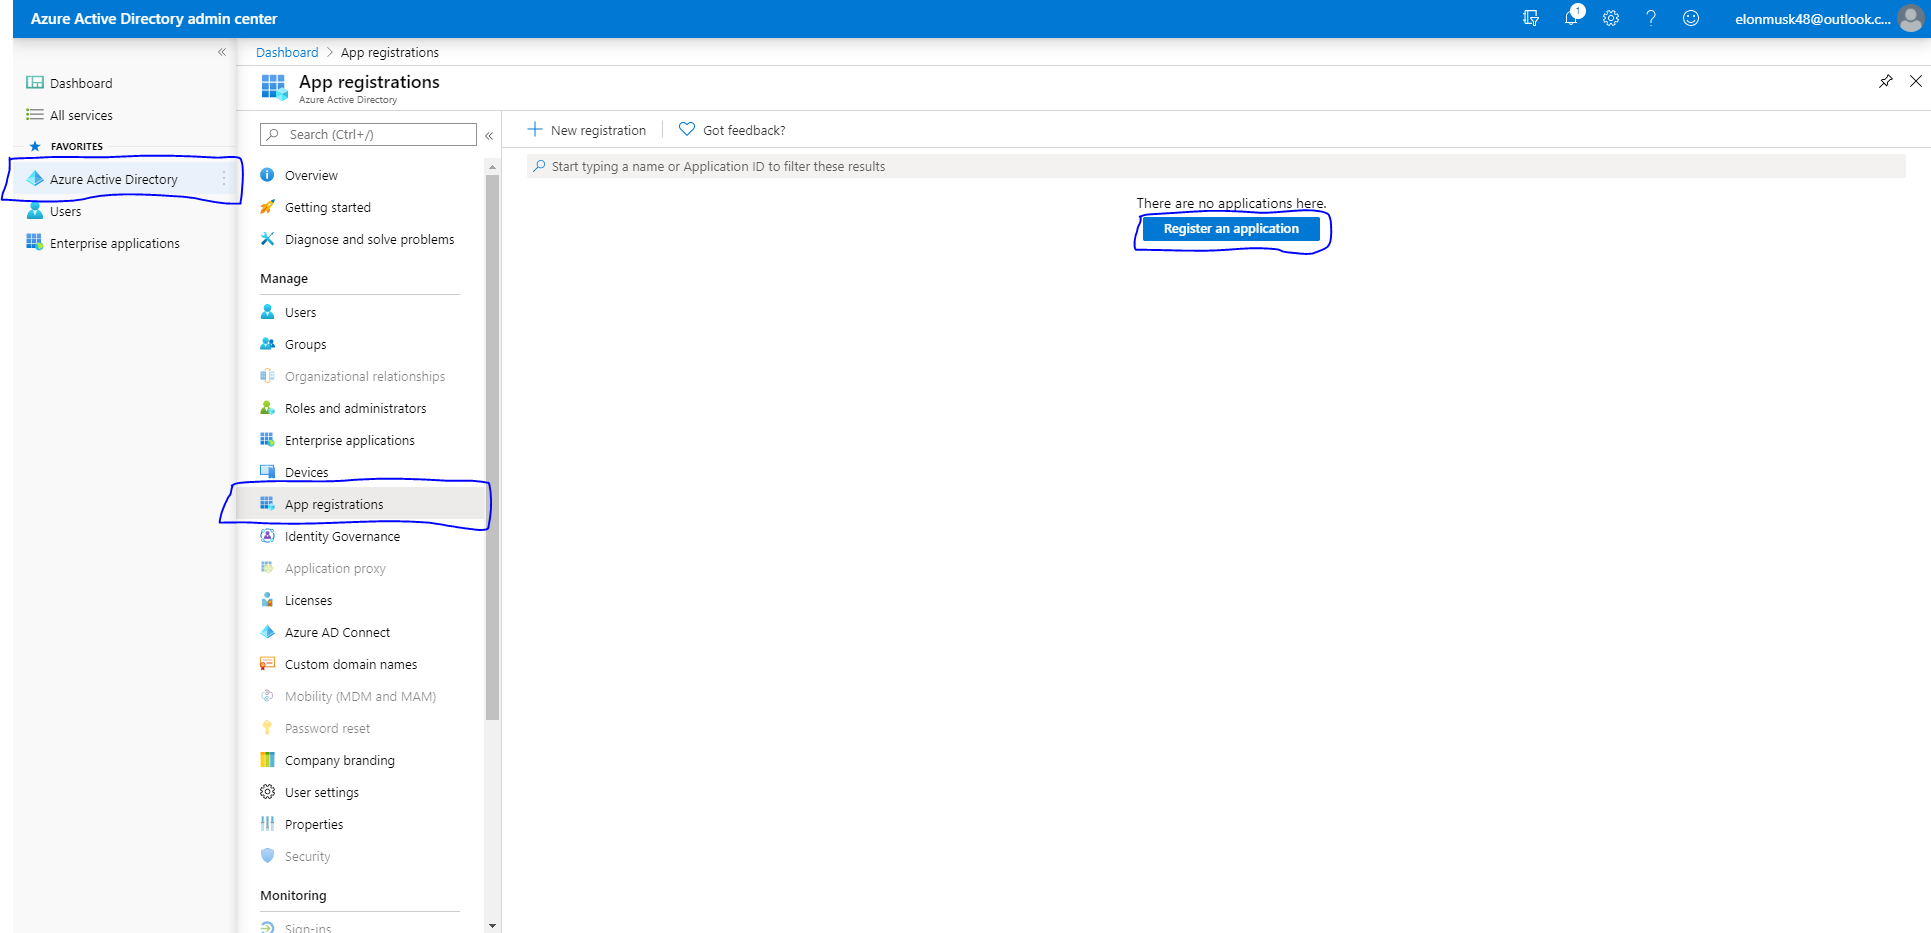 Azure Active Directory admin center
1
elonmusk48@outlook.c...
Dashboard
All services
FAVORITES
Azure Active Directory
Users
Enterprise applications
Dashboard > App registrations
App registrations
Azure Active Directory
Search (Ctrl+/)
Overview
Getting started
Diagnose and solve problems
Manage
Users
Groups
Organizational relationships
Roles and administrators
Enterprise applications
Devices
App registrations
Identity Governance
Application proxy
Licenses
Azure AD Connect
Custom domain names
Mobility (MDM and MAM)
Password reset
Company branding
User settings
Properties
Security
Monitoring
Sign-ins
New registration
Got feedback?
Start typing a name or Application ID to filter these results
There are no applications here.
Register an application